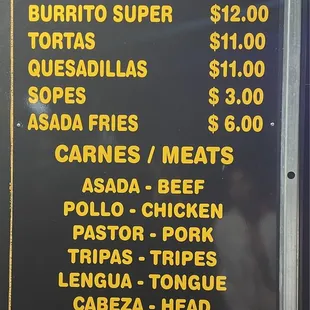 BURRITO SUPER $12.00
TORTAS $11.00
QUESADILLAS $11.00
SOPES $ 3.00
ASADA FRIES $ 6.00
CARNES / MEATS
ASADA - BEEF
POLLO - CHICKEN
PASTOR - PORK
TRIPAS - TRIPES
LENGUA - TONGUE
CABEZA - HEAD